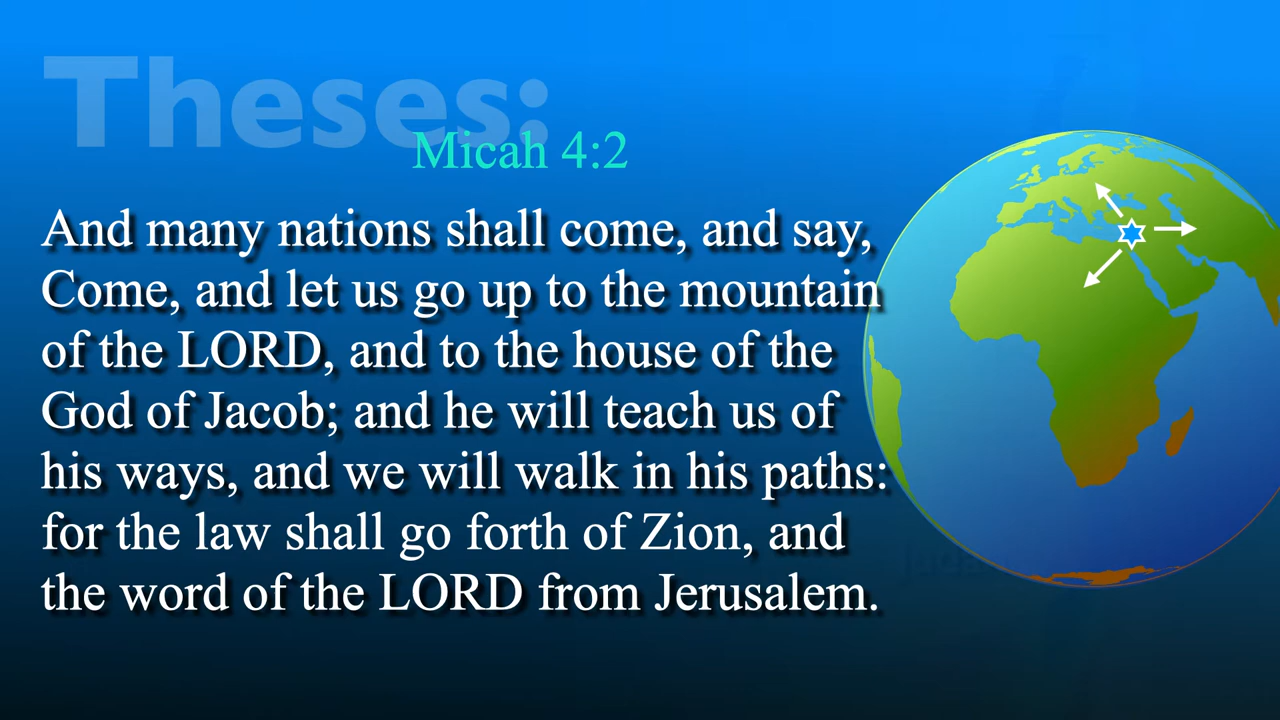 Theses:
Micah 4:2
And many nations shall come, and say,
Come, and let us go up to the mountain
of the LORD, and to the house of the
God of Jacob; and he will teach us of
his ways, and we will walk in his paths:
for the law shall go forth of Zion, and
the word of the LORD from Jerusalem.